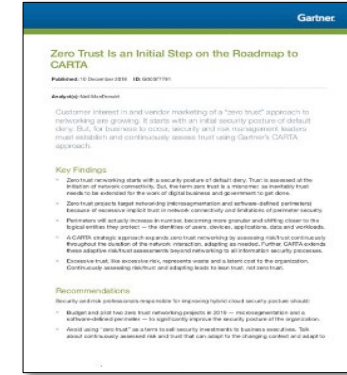 Gartner
Zero Trust Is an Initial Step on the Roadmap to
CARTA
Published: 10 December 2018 ID:
Analyst(s): Neil MacDonald
Customer interest in and vendor marketing of a "zero trust" approach to
networking are growing. It starts with an initial security posture of default
deny. But, for business to occur, security and risk management leaders
must establish and continuously assess trust using Gartner's CARTA
approach.
Key Findings
Zero trust networking starts with a security posture of default deny. Trust is assessed at the
initiation of network connectivity. But, the term zero trust is a misnomer, as inevitably trust
needs to be extended for the work of digital business and government to get done.
Zero trust projects target networking (microsegmentation and software-defined perimeters)
because of excessive implicit trust in network connectivity and limitations of perimeter security.
Perimeters will actually increase in number, becoming more granular and shifting closer to the
logical entities they protect — the identities of users, devices, applications, data and workloads.
A CARTA strategic approach expands zero trust networking by assessing risk/trust continuously
throughout the duration of the network interaction, adapting as needed. Further, CARTA extends
these adaptive risk/trust assessments beyond networking to all information security processes.
Excessive trust, like excessive risk, represents waste and a latent cost to the organization.
Continuously assessing risk/trust and adapting leads to lean trust, not zero trust.
Recommendations
Security and risk professionals responsible for improving hybrid cloud security posture should:
Budget and pilot two zero trust networking projects in 2019 — microsegmentation and a
software-defined perimeter — to significantly improve the security posture of the organization.
Avoid using "zero trust" as a term to sell security investments to business executives. Talk
about continuously assessed risk and trust that can adapt to the changing context and adapt to